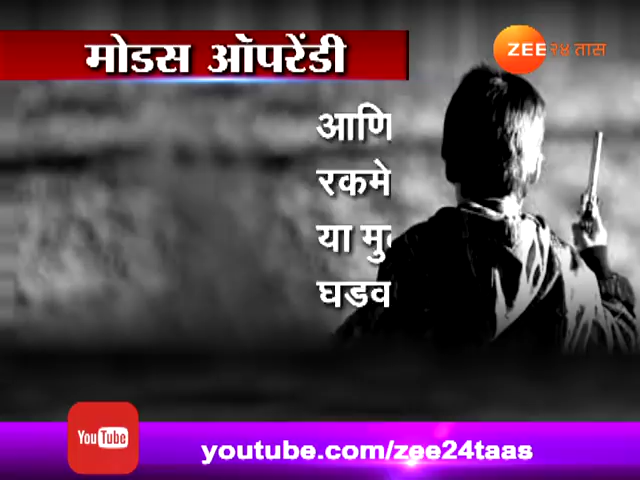 मोडस ऑपरेंडी
ZEE २४ तास
आणि
रकमे
या
घडव
YouTube
youtube.com/zee24taas